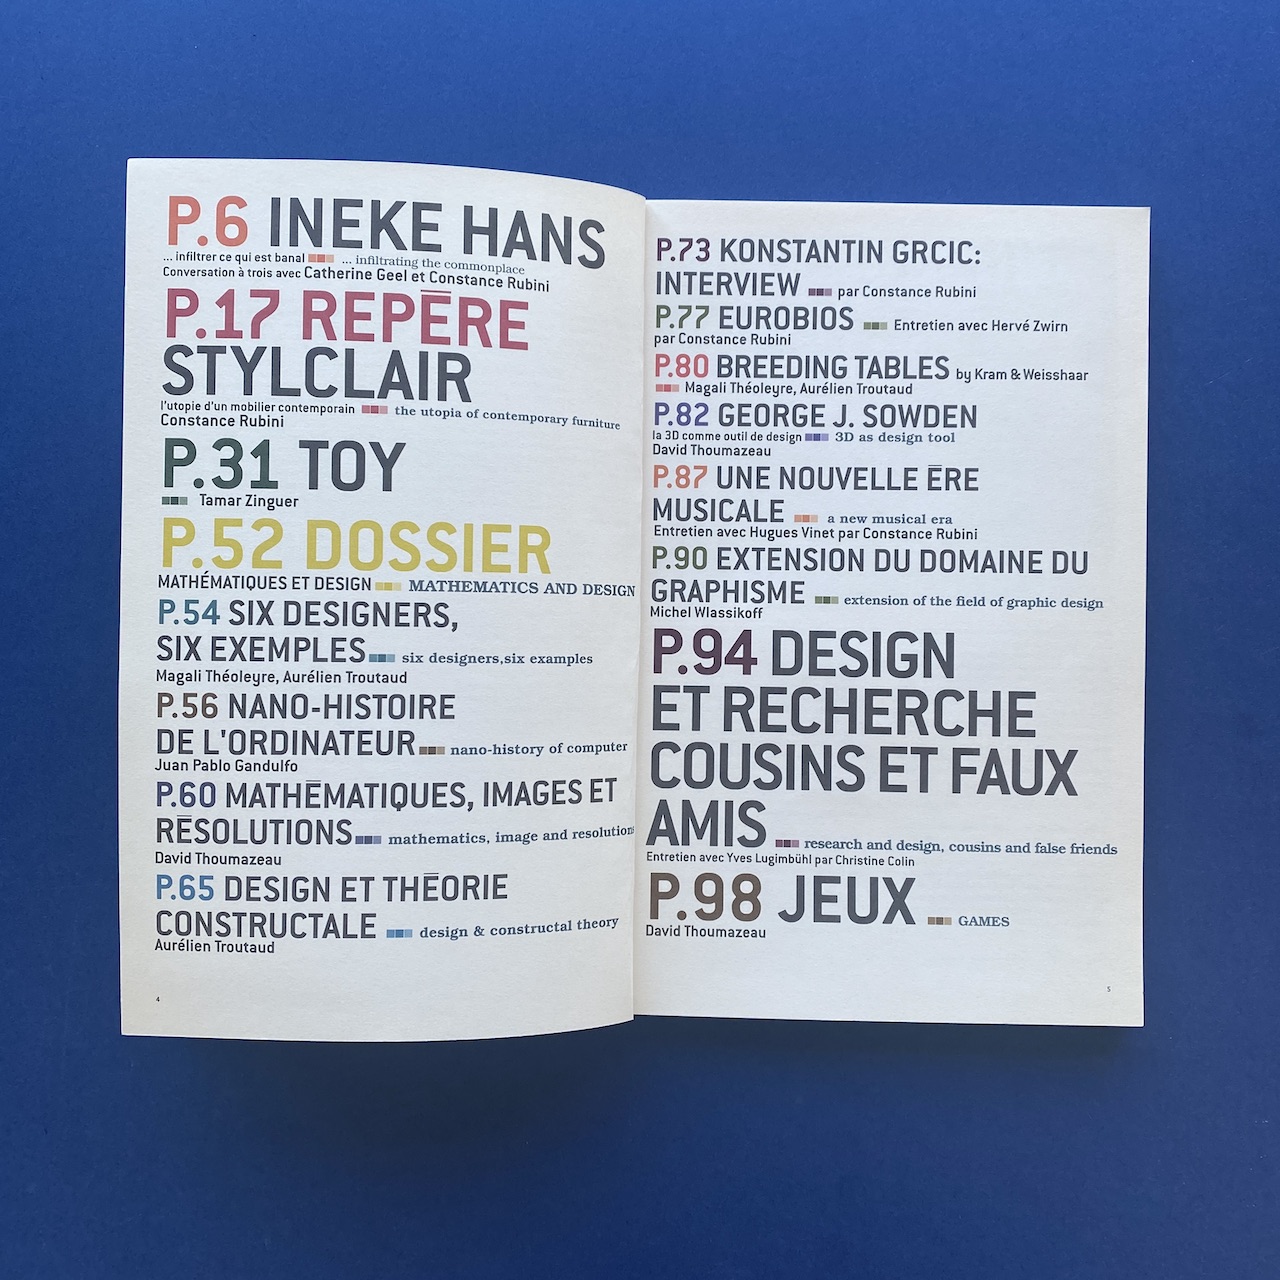 P.6 INEKE HANS
... infiltrer ce qui est banal ... infiltrating the commonplace
Conversation à trois avec Catherine Geel et Constance Rubini
P.17 REPĒRE
STYLCLAIR
l'utopie d'un mobilier contemporain the utopia of contemporary furniture
Constance Rubini
P.31 TOY
Tamar Zinguer
P.52 DOSSIER
MATHÉMATIQUES ET DESIGN MATHEMATICS AND DESIGN
P.54 SIX DESIGNERS,
SIX EXEMPLES six designers,six examples
Magali Théoleyre, Aurélien Troutaud
P.56 NANO-HISTOIRE
DE L'ORDINATEUR nano-history of computer
Juan Pablo Gandulfo
P.60 MATHĒMATIQUES, IMAGES ET
RĒSOLUTIONS mathematics, image and resolutions
David Thoumazeau
P.65 DESIGN ET THĒORIE
CONSTRUCTALE design & constructal theory
Aurélien Troutaud
4
P.73 KONSTANTIN GRCIC:
INTERVIEW par Constance Rubini
P.77 EUROBIOS Entretien avec Hervé Zwirn
par Constance Rubini
P.80 BREEDING TABLES by Kram & Weisshaar
Magali Théoleyre, Aurélien Troutaud
P.82 GEORGE J. SOWDEN
la 3D comme outil de design 3D as design tool
David Thoumazeau
P.87 UNE NOUVELLE ĒRE
MUSICALE a new musical era
Entretien avec Hugues Vinet par Constance Rubini
P.90 EXTENSION DU DOMAINE DU
GRAPHISME extension of the field of graphic design
Michel Wlassikoff
P.94 DESIGN
ET RECHERCHE
COUSINS ET FAUX
AMIS research and design, cousins and false friends
Entretien avec Yves Lugimbühl par Christine Colin
P.98 JEUX GAMES
David Thoumazeau
5